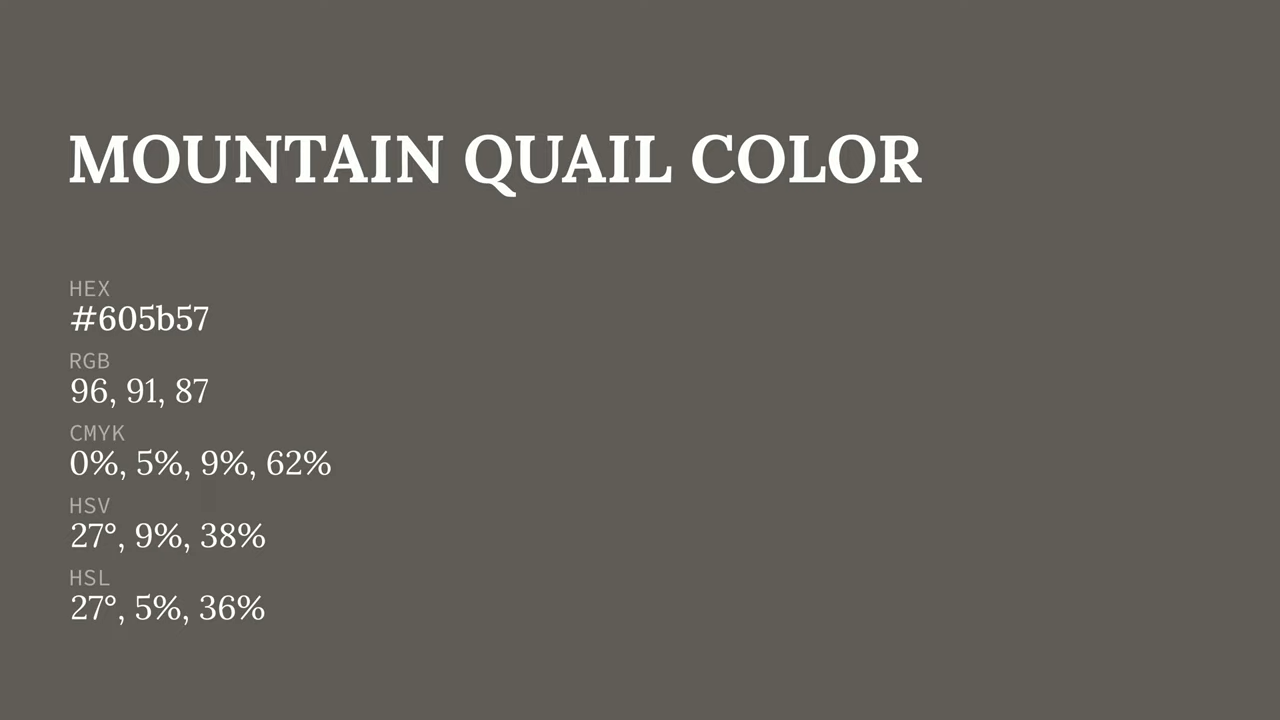 MOUNTAIN QUAIL COLOR
HEX
#605b57
RGB
96, 91, 87
CMYK
0%, 5%, 9%, 62%
HSV
27°, 9%, 38%
HSL
27°, 5%, 36%